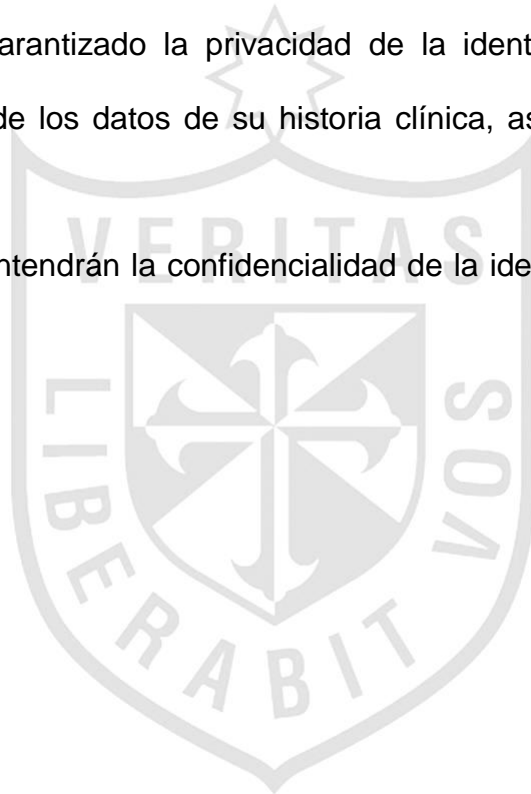 arantizado la privacidad de la ident
de los datos de su historia clínica, as
VERITAS
ntendrán la confidencialidad de la ide
LIBERABIT VOS